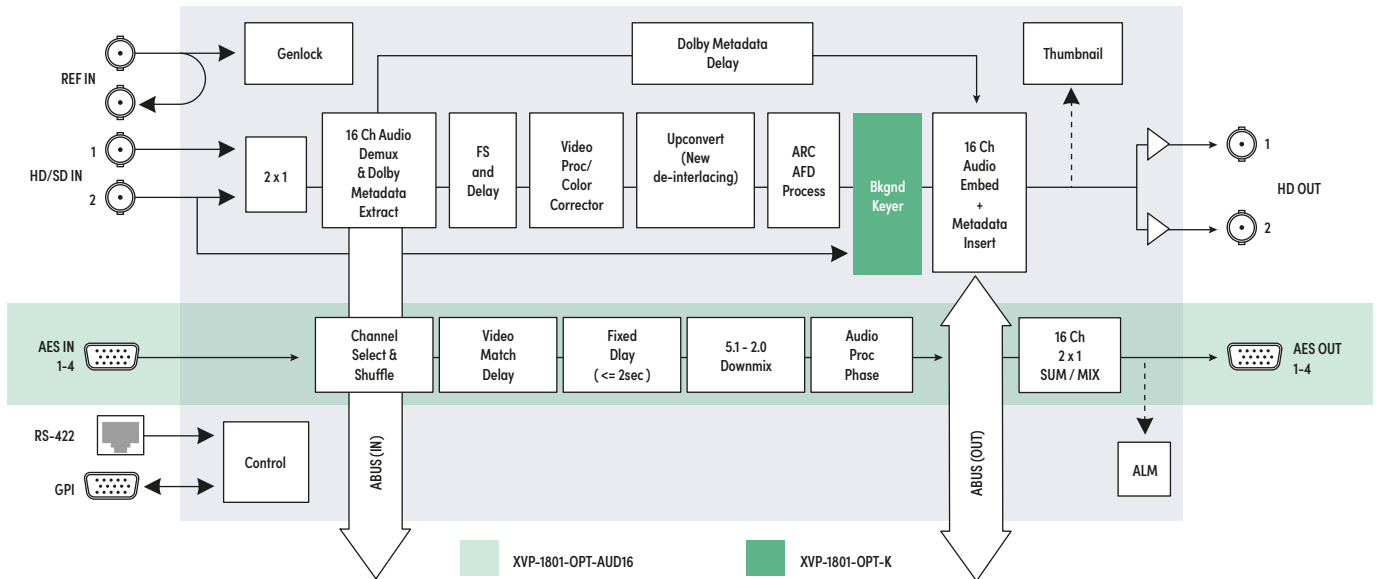 REF IN
Genlock
Dolby Metadata
Delay
Thumbnail
HD/SD IN
1
2
2 x 1
16 Ch Audio
Demux
& Dolby
Metadata
Extract
FS
and
Delay
Video
Proc/
Color
Corrector
Upconvert
(New
de-interlacing)
ARC
AFD
Process
Bkgnd
Keyer
16 Ch
Audio
Embed
+
Metadata
Insert
1
HD OUT
2
AES IN
1-4
Channel
Select &
Shuffle
Video
Match
Delay
Fixed
Dlay
( <= 2sec )
5.1 - 2.0
Downmix
Audio
Proc
Phase
16 Ch
2 x 1
SUM / MIX
AES OUT
1-4
RS-422
GPI
Control
ABUS (IN)
ABUS (OUT)
ALM
XVP-1801-OPT-AUD16
XVP-1801-OPT-K